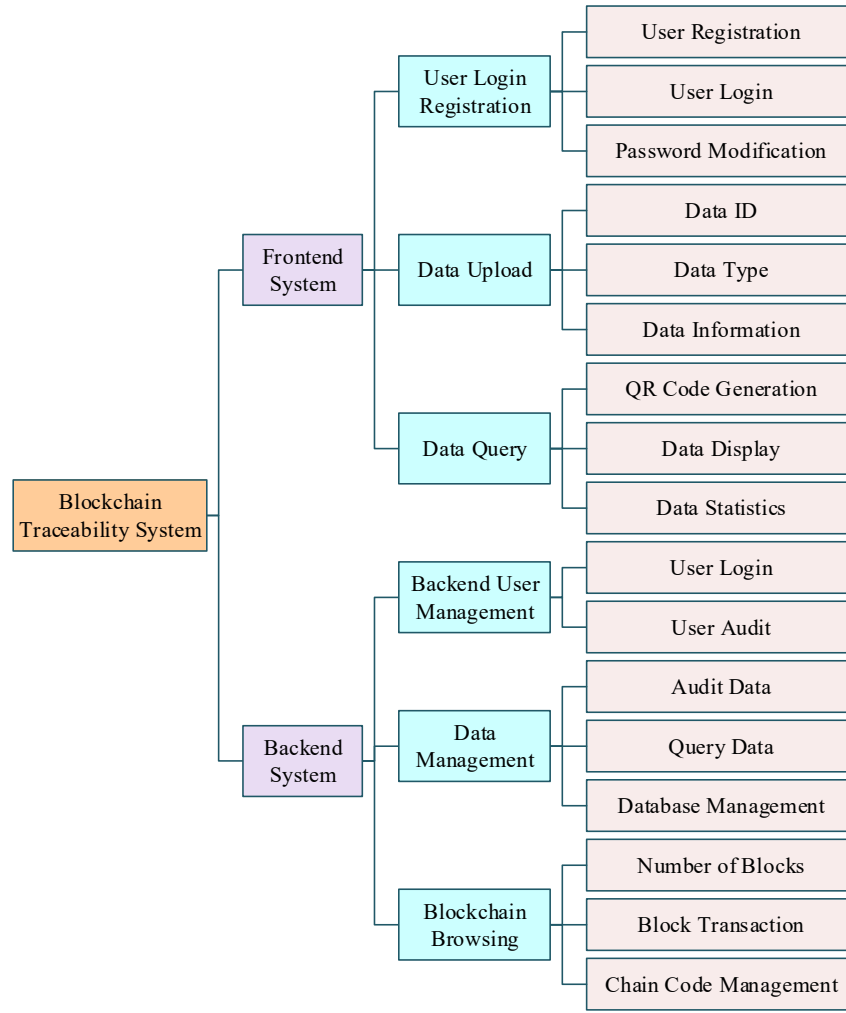 User Registration
User Login
Registration
User Login
Password Modification
Data ID
Frontend
System
Data Upload
Data Type
Data Information
QR Code Generation
Data Query
Data Display
Data Statistics
Blockchain
Traceability System
User Login
Backend User
Management
User Audit
Audit Data
Backend
System
Data
Management
Query Data
Database Management
Number of Blocks
Blockchain
Browsing
Block Transaction
Chain Code Management